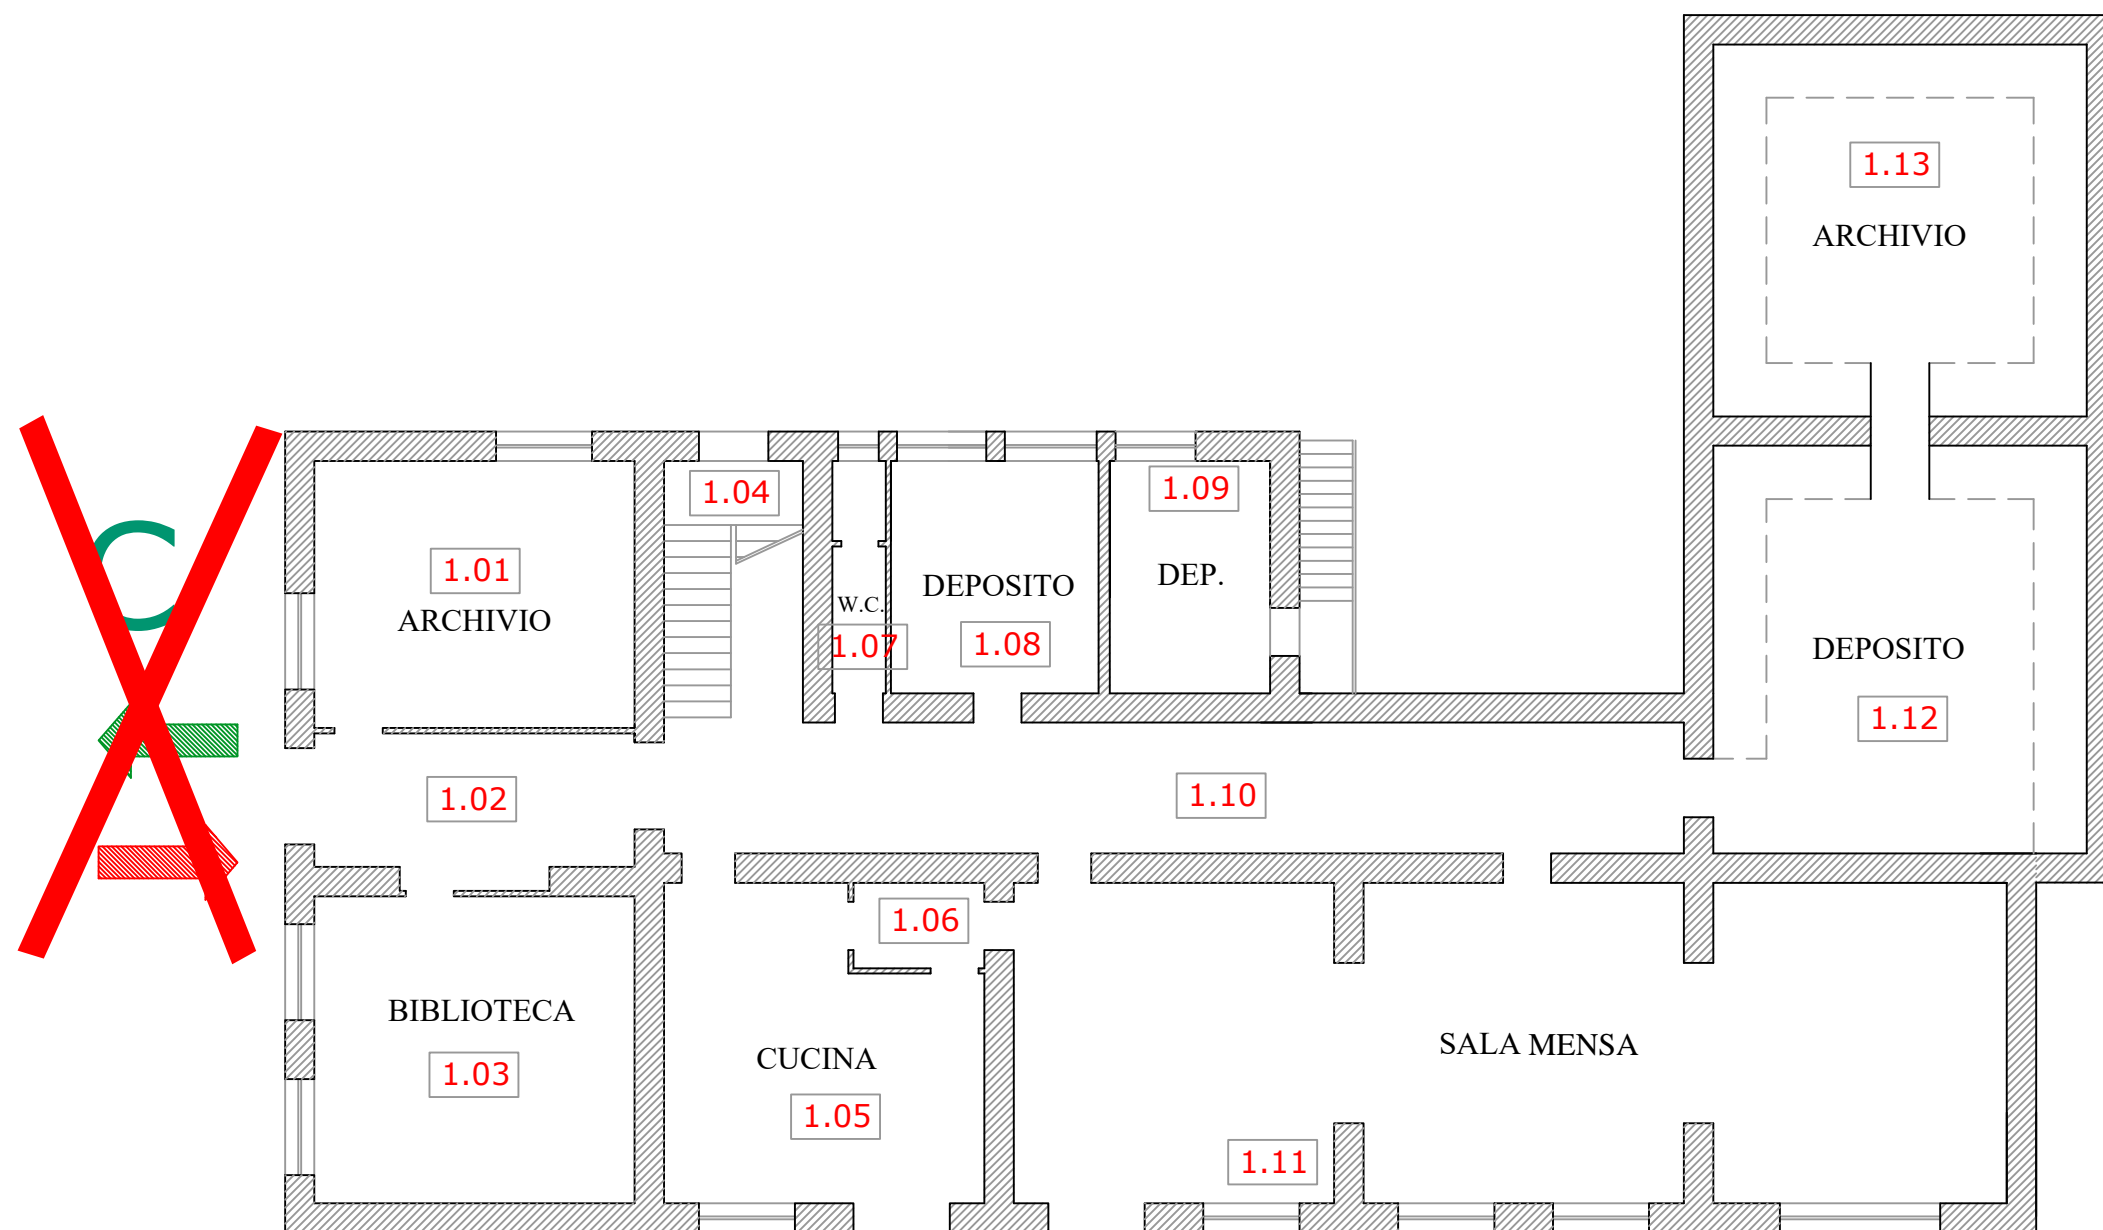 1.13
ARCHIVIO
1.04
1.09
C
1.01
ARCHIVIO
DEP.
DEPOSITO
W.C.
1.07
1.08
DEPOSITO
1.12
1.02
1.10
1.06
BIBLIOTECA
1.03
CUCINA
1.05
SALA MENSA
1.11